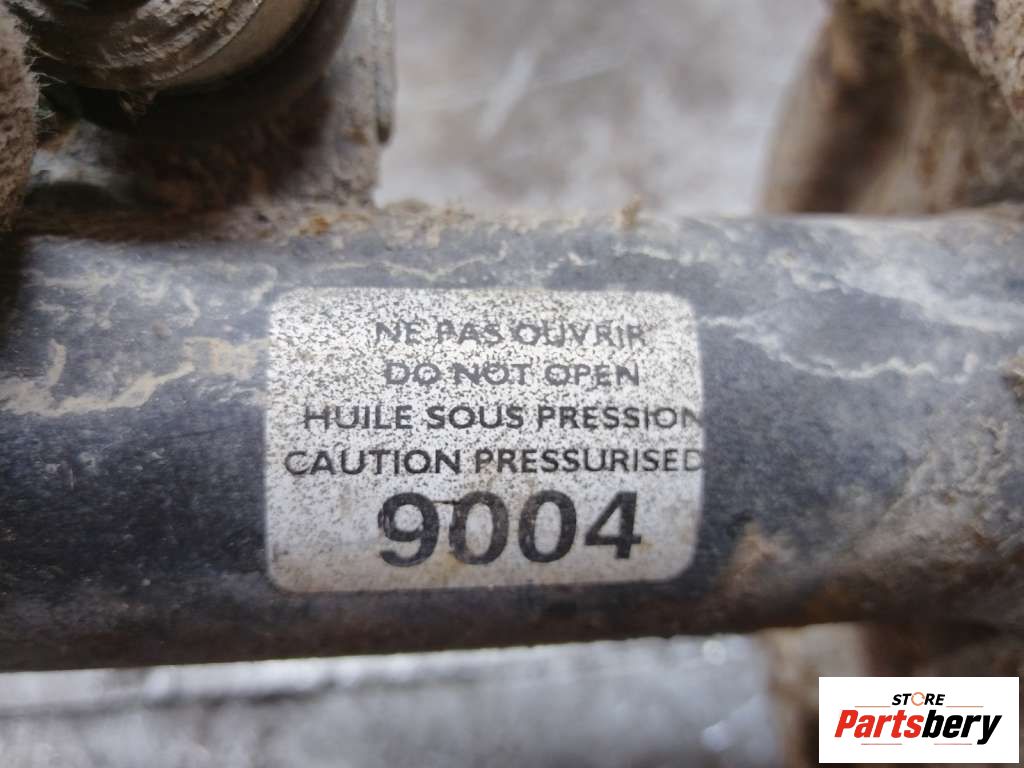 NE PAS OUVRIR
DO NOT OPEN
HUILE SOUS PRESSION
CAUTION PRESSURISED
9004
STORE
Partsbery